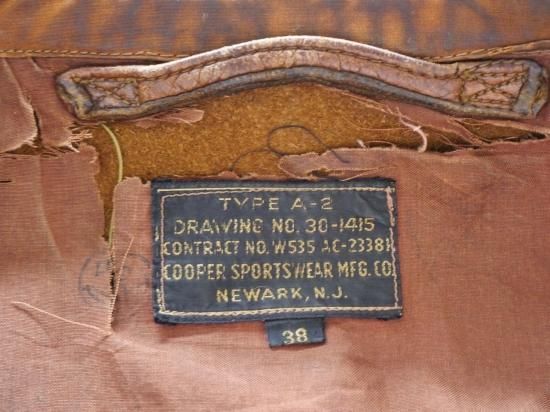 TYPE A-2
DRAWING NO. 30-1415
CONTRACT NO. W535 AC-23381
COOPER SPORTSWEAR MFG. CO.
NEWARK, N.J.
38